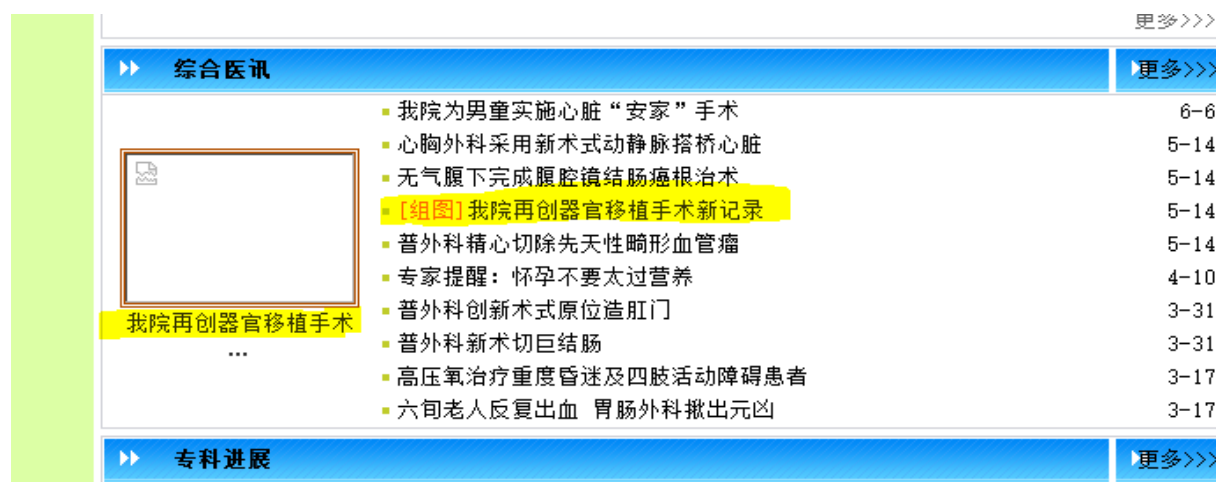 更多>>>
综合医讯 更多>>>
我院为男童实施心脏“安家”手术 6-6
心胸外科采用新术式动静脉搭桥心脏 5-14
无气腹下完成腹腔镜结肠癌根治术 5-14
[组图]我院再创器官移植手术新记录 5-14
普外科精心切除先天性畸形血管瘤 5-14
专家提醒：怀孕不要太过营养 4-10
普外科创新术式原位造肛门 3-31
普外科新术切巨结肠 3-31
高压氧治疗重度昏迷及四肢活动障碍患者 3-17
六旬老人反复出血 胃肠外科揪出元凶 3-17
我院再创器官移植手术
...
专科进展 更多>>>